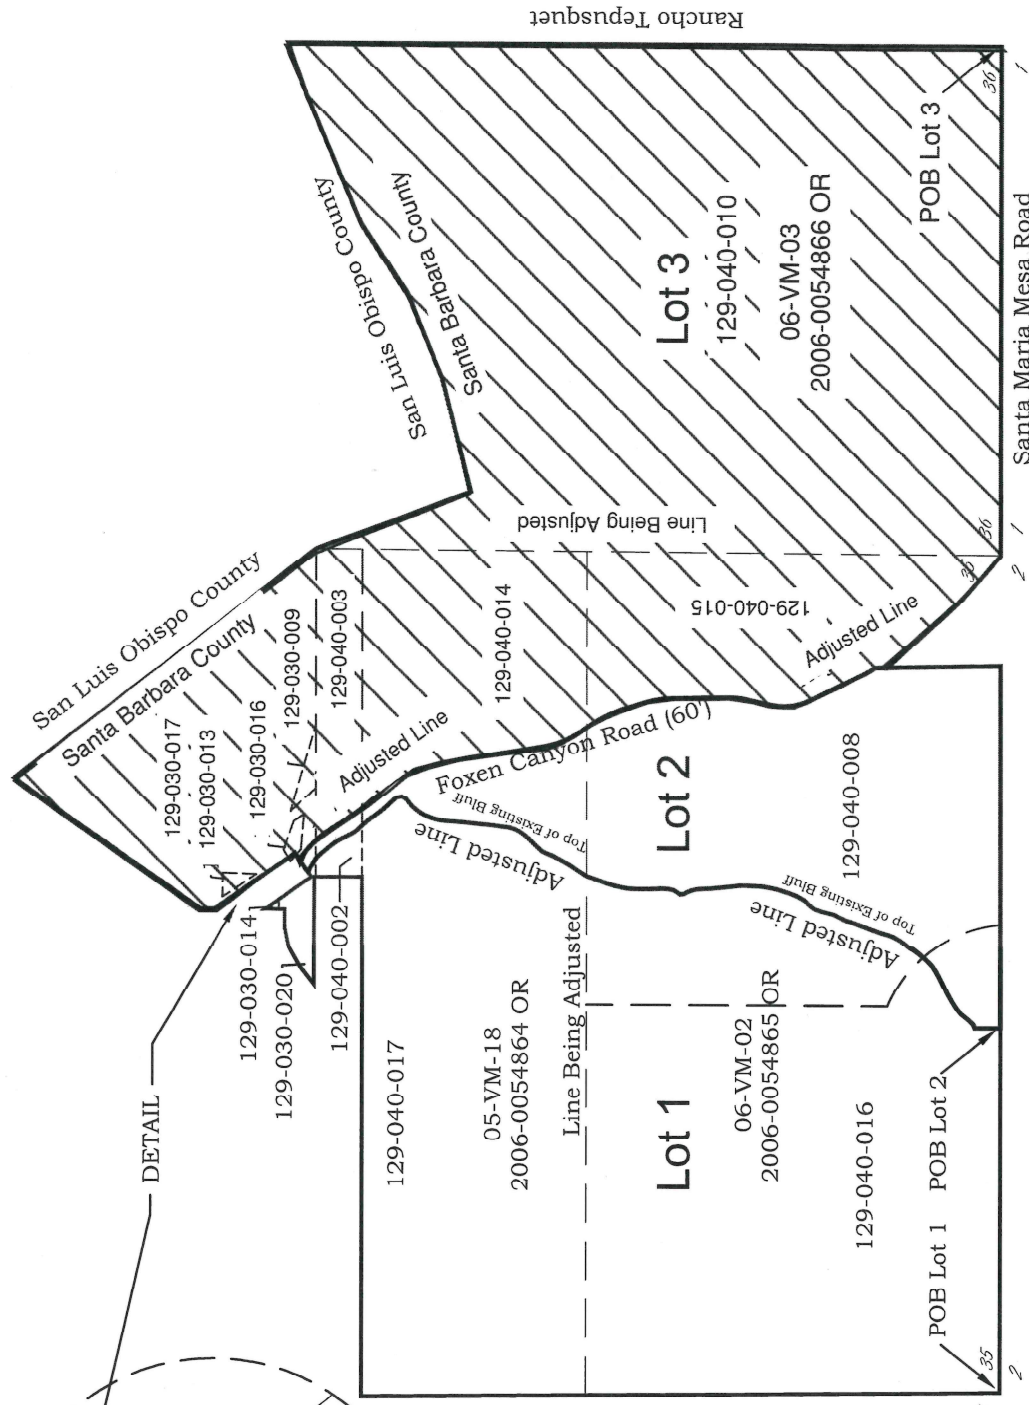 Rancho Tepusquet
San Luis Obispo County
Santa Barbara County
San Luis Obispo County
Santa Barbara County
Lot 3
129-040-010
06-VM-03
2006-0054866 OR
POB Lot 3
36
1
Santa Maria Mesa Road
Line Being Adjusted
36
1
36
2
129-030-017
129-030-013
129-030-016
129-030-009
129-040-003
129-040-014
129-040-015
Adjusted Line
Adjusted Line
Foxen Canyon Road (60')
Lot 2
129-040-008
Top of Existing Bluff
Adjusted Line
Top of Existing Bluff
Adjusted Line
DETAIL
129-030-014
129-030-020
129-040-002
129-040-017
05-VM-18
2006-0054864 OR
Line Being Adjusted
Lot 1
06-VM-02
2006-0054865 OR
129-040-016
POB Lot 1
POB Lot 2
35
2